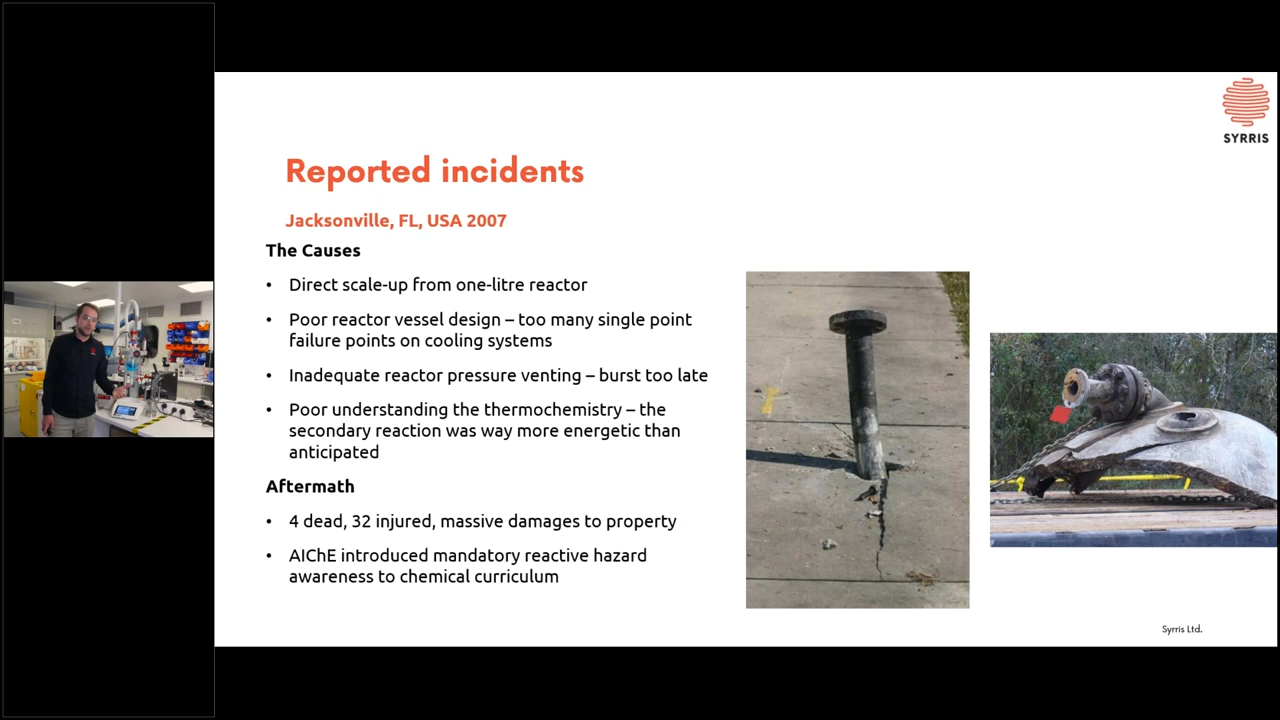 SYRRIS
Reported incidents
Jacksonville, FL, USA 2007
The Causes
• Direct scale-up from one-litre reactor
• Poor reactor vessel design – too many single point
failure points on cooling systems
• Inadequate reactor pressure venting – burst too late
• Poor understanding the thermochemistry – the
secondary reaction was way more energetic than
anticipated
Aftermath
• 4 dead, 32 injured, massive damages to property
• AIChE introduced mandatory reactive hazard
awareness to chemical curriculum
Syrris Ltd.